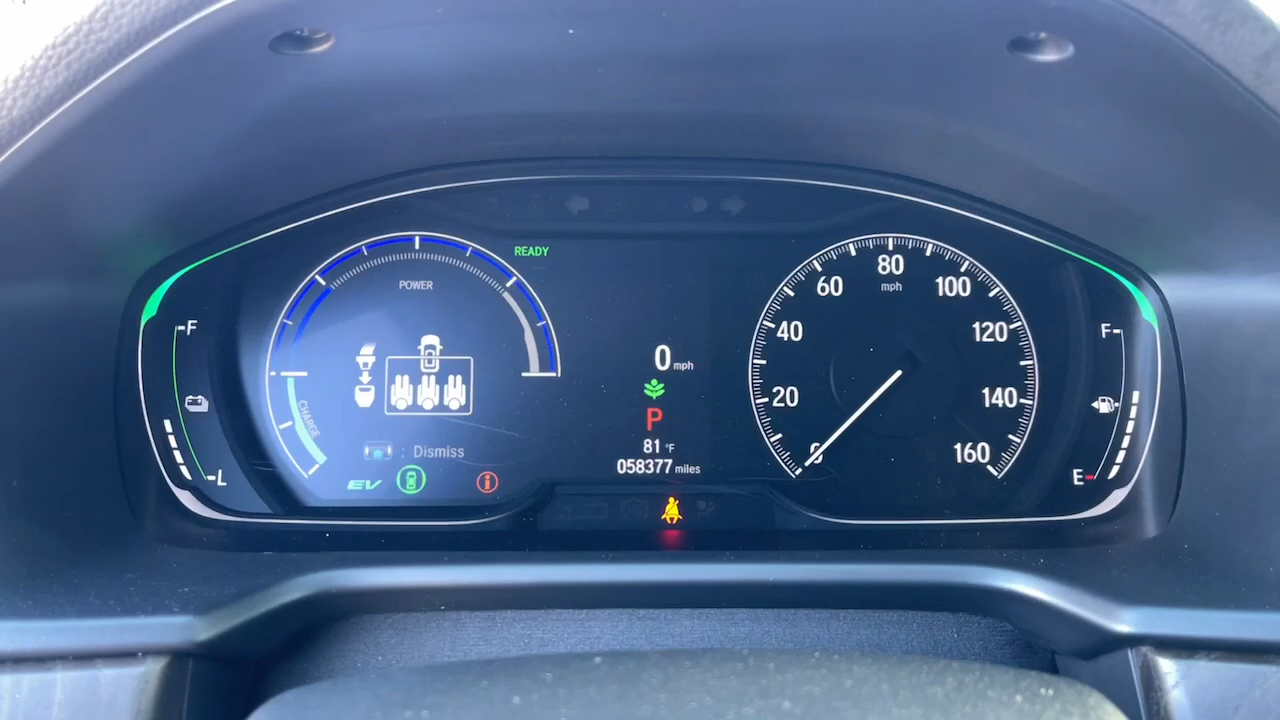 READY
POWER
F
L
CHARGE
: Dismiss
EV
0 mph
P
81 °F
058377 miles
0
20
40
60
80
mph
100
120
140
160
F
E